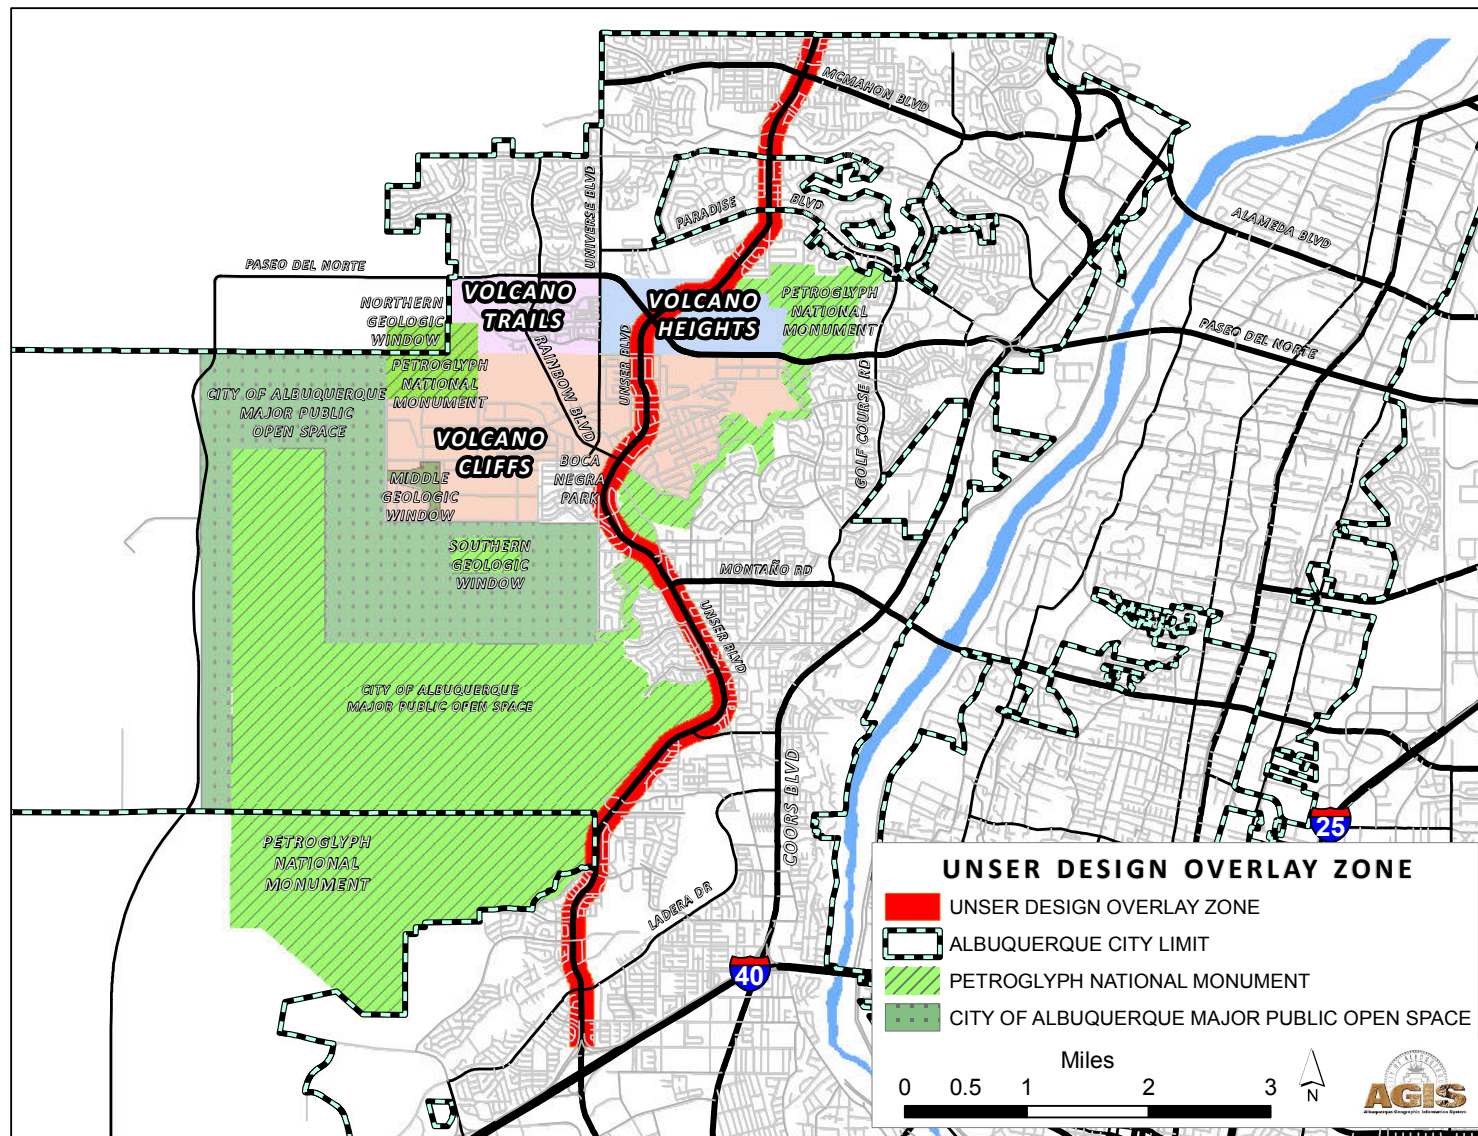 MCMAHON BLVD
UNIVERSE BLVD
PARADISE
BLVD
ALAMEDA BLVD
PASEO DEL NORTE
NORTHERN
GEOLOGIC
WINDOW
VOLCANO
TRAILS
VOLCANO
HEIGHTS
PETROGLYPH
NATIONAL
MONUMENT
PASEO DEL NORTE
RAINBOW BLVD
UNSER BLVD
GOLF COURSE RD
PETROGLYPH
NATIONAL
MONUMENT
CITY OF ALBUQUERQUE
MAJOR PUBLIC
OPEN SPACE
VOLCANO
CLIFFS
BOCA
NEGRA
PARK
MIDDLE
GEOLOGIC
WINDOW
SOUTHERN
GEOLOGIC
WINDOW
MONTAÑO RD
UNSER BLVD
CITY OF ALBUQUERQUE
MAJOR PUBLIC OPEN SPACE
COORS BLVD
PETROGLYPH
NATIONAL
MONUMENT
LADERA DR
25
40
UNSER DESIGN OVERLAY ZONE
UNSER DESIGN OVERLAY ZONE
ALBUQUERQUE CITY LIMIT
PETROGLYPH NATIONAL MONUMENT
CITY OF ALBUQUERQUE MAJOR PUBLIC OPEN SPACE
Miles
0 0.5 1 2 3
N
AGIS
Albuquerque Geographic Information System